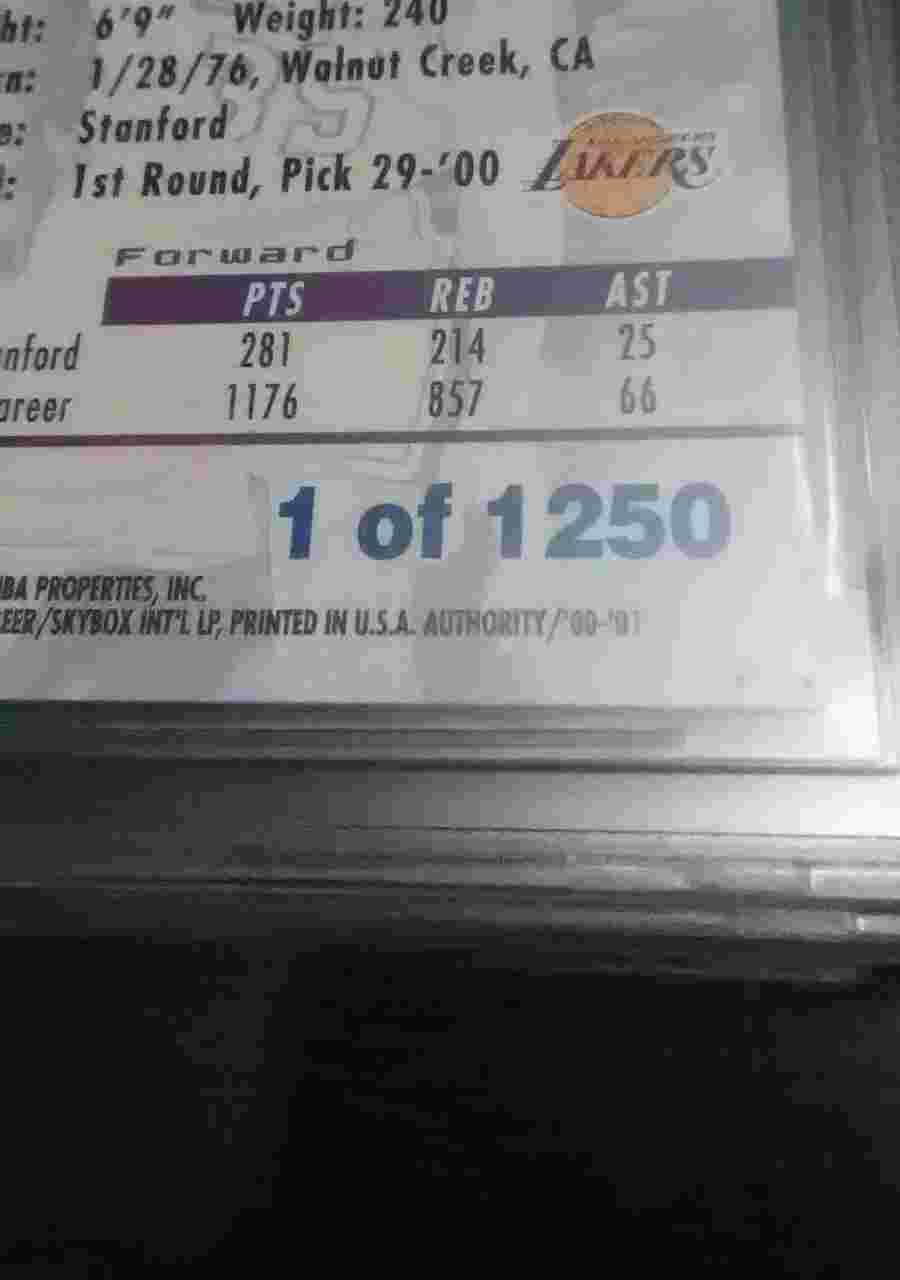 ht: 6'9" Weight: 240
n: 1/28/76, Walnut Creek, CA
e: Stanford
: 1st Round, Pick 29-'00
LAKERS
Forward
PTS REB AST
nford 281 214 25
areer 1176 857 66
1 of 1250
BA PROPERTIES, INC.
EER/SKYBOX INT'L LP, PRINTED IN U.S.A. AUTHORITY/'00-'01